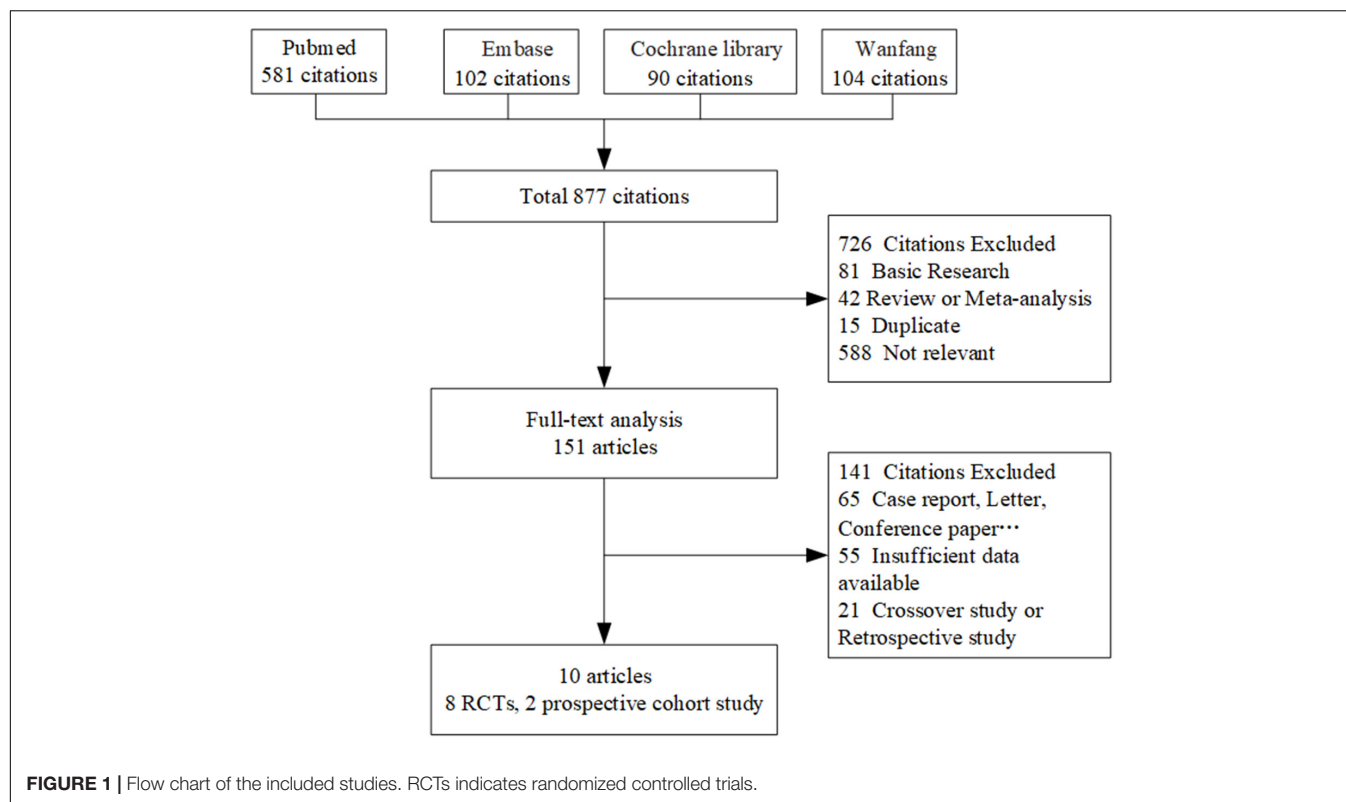 Pubmed
581 citations
Embase
102 citations
Cochrane library
90 citations
Wanfang
104 citations
Total 877 citations
726 Citations Excluded
81 Basic Research
42 Review or Meta-analysis
15 Duplicate
588 Not relevant
Full-text analysis
151 articles
141 Citations Excluded
65 Case report, Letter,
Conference paper···
55 Insufficient data
available
21 Crossover study or
Retrospective study
10 articles
8 RCTs, 2 prospective cohort study
FIGURE 1 | Flow chart of the included studies. RCTs indicates randomized controlled trials.